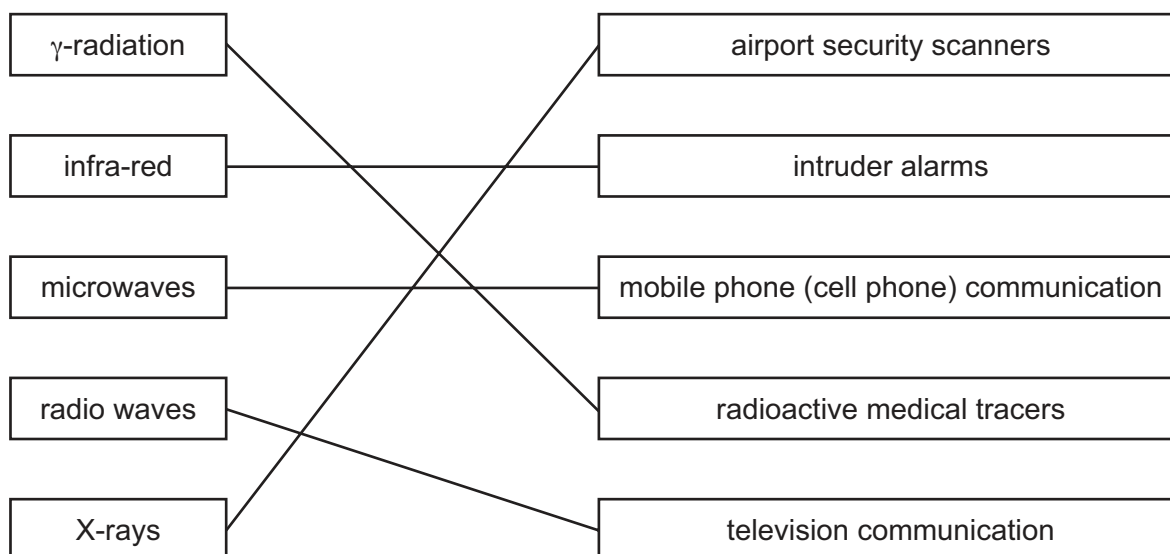 γ-radiation
airport security scanners
infra-red
intruder alarms
microwaves
mobile phone (cell phone) communication
radio waves
radioactive medical tracers
X-rays
television communication